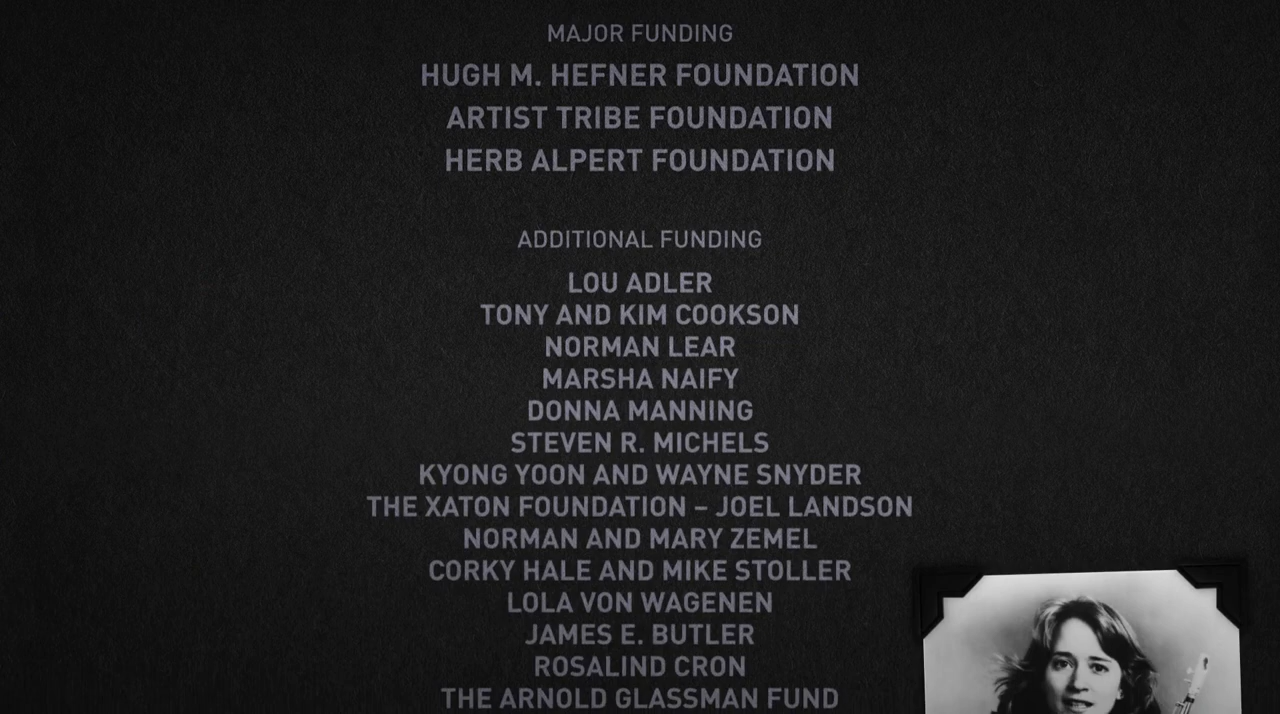 MAJOR FUNDING
HUGH M. HEFNER FOUNDATION
ARTIST TRIBE FOUNDATION
HERB ALPERT FOUNDATION
ADDITIONAL FUNDING
LOU ADLER
TONY AND KIM COOKSON
NORMAN LEAR
MARSHA NAIFY
DONNA MANNING
STEVEN R. MICHELS
KYONG YOON AND WAYNE SNYDER
THE XATON FOUNDATION – JOEL LANDSON
NORMAN AND MARY ZEMEL
CORKY HALE AND MIKE STOLLER
LOLA VON WAGENEN
JAMES E. BUTLER
ROSALIND CRON
THE ARNOLD GLASSMAN FUND